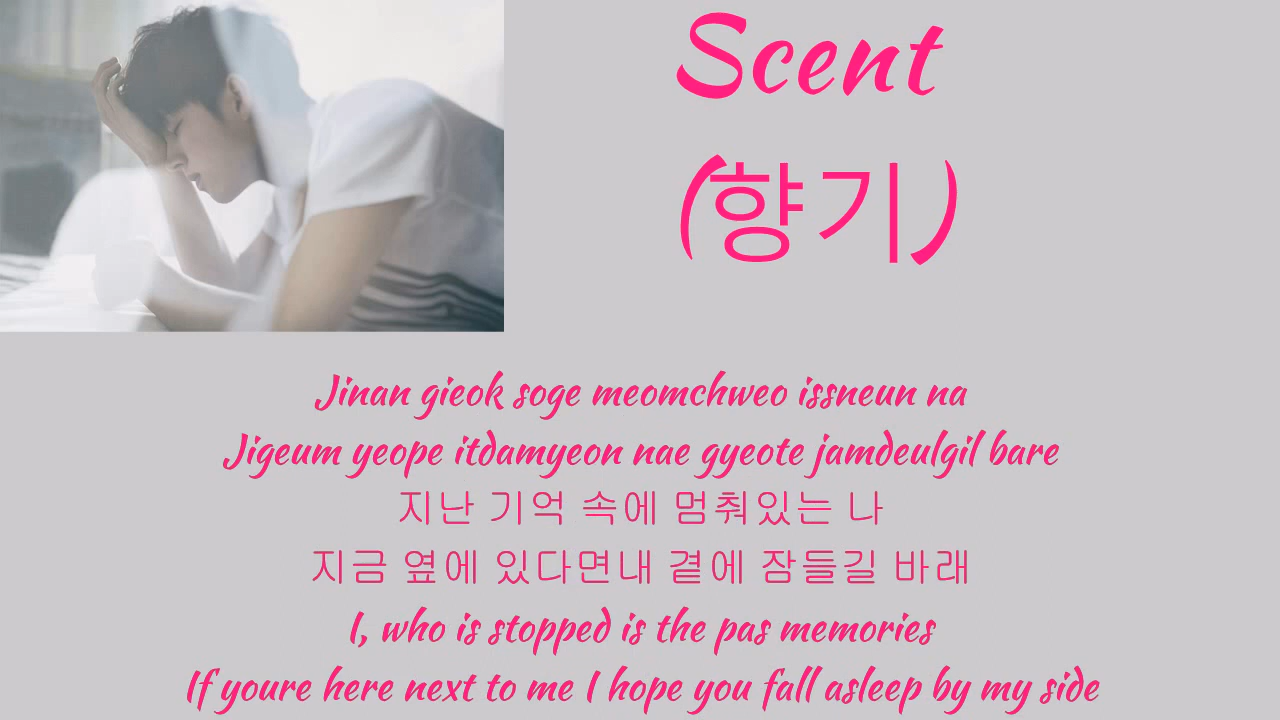 Scent
(향기)
Jinan gieok soge meomchweo issneun na
Jigeum yeope itdamyeon nae gyeote jamdeulgil bare
지난 기억 속에 멈춰있는 나
지금 옆에 있다면내 곁에 잠들길 바래
I, who is stopped is the pas memories
If youre here next to me I hope you fall asleep by my side